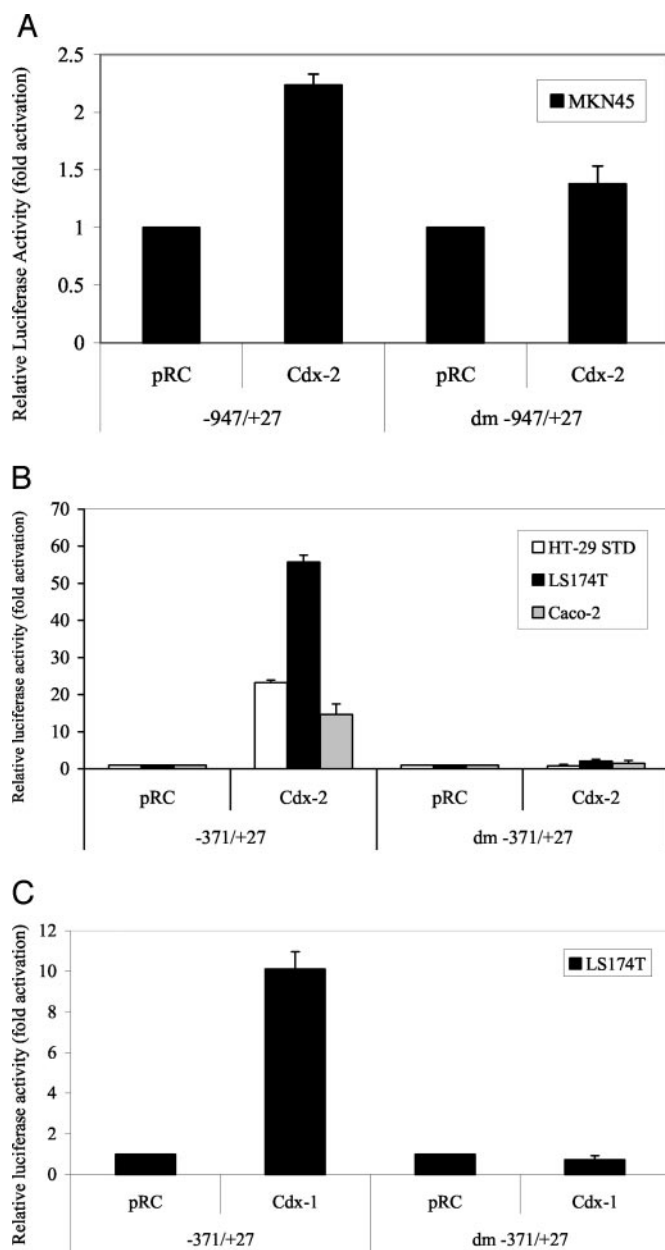 A
Relative Luciferase Activity (fold activation)
2.5
2
1.5
1
0.5
0
MKN45
pRC
Cdx-2
pRC
Cdx-2
-947/+27
dm -947/+27
B
Relative luciferase activity (fold activation)
70
60
50
40
30
20
10
0
HT-29 STD
LS174T
Caco-2
pRC
Cdx-2
pRC
Cdx-2
-371/+27
dm -371/+27
C
Relative luciferase activity (fold activation)
12
10
8
6
4
2
0
LS174T
pRC
Cdx-1
pRC
Cdx-1
-371/+27
dm -371/+27